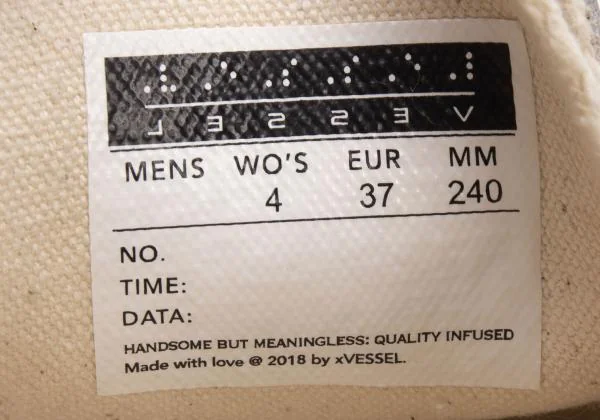 VESSEL
MENS WO'S EUR MM
4 37 240
NO.
TIME:
DATA:
HANDSOME BUT MEANINGLESS: QUALITY INFUSED
Made with love @ 2018 by xVESSEL.